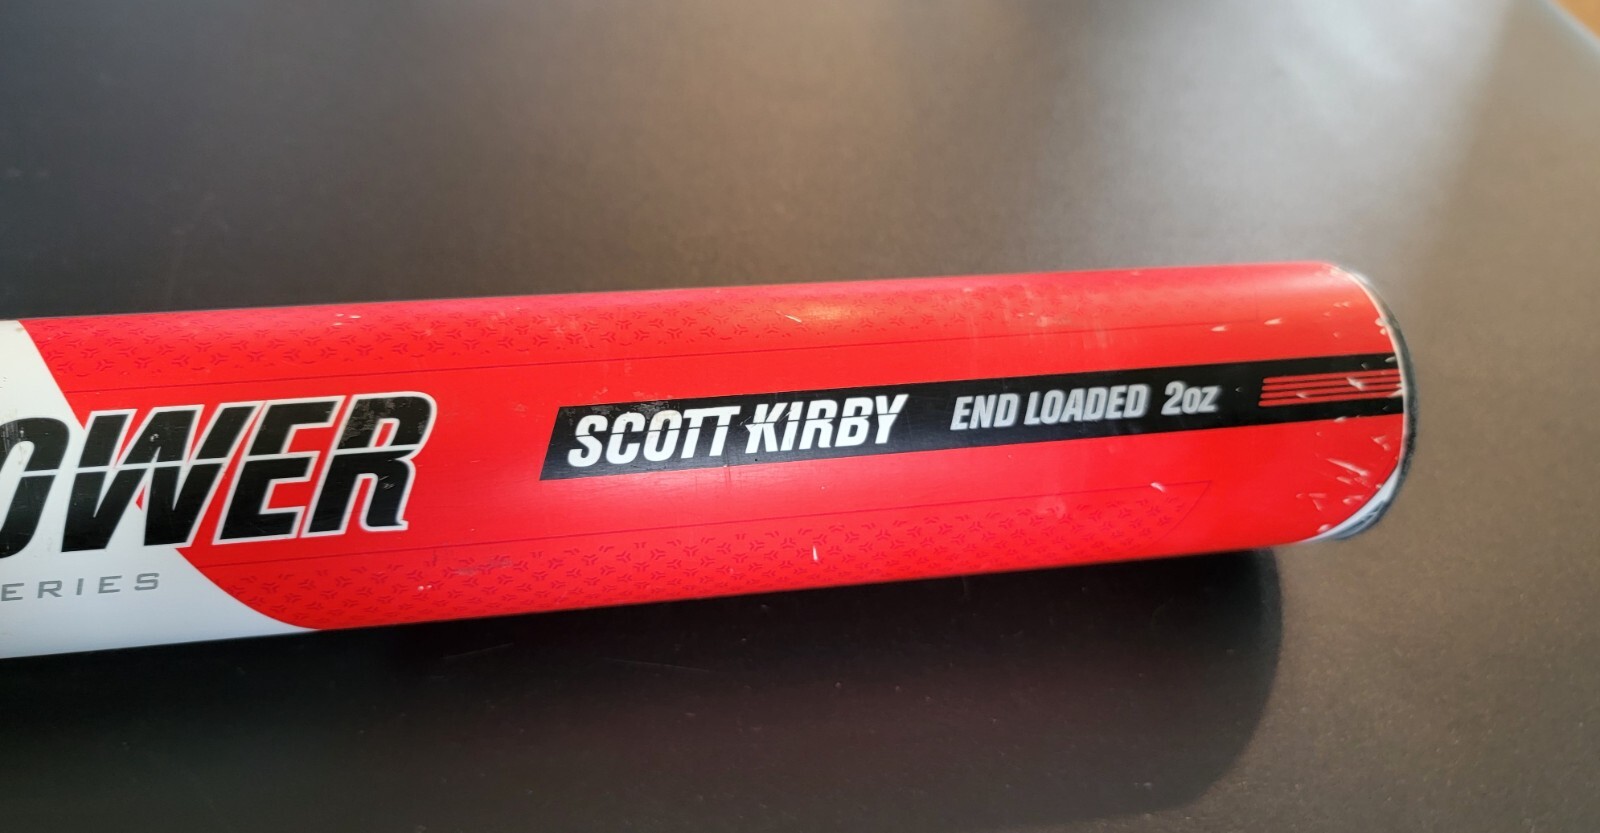 OWER
ERIES
SCOTT KIRBY END LOADED 2oz